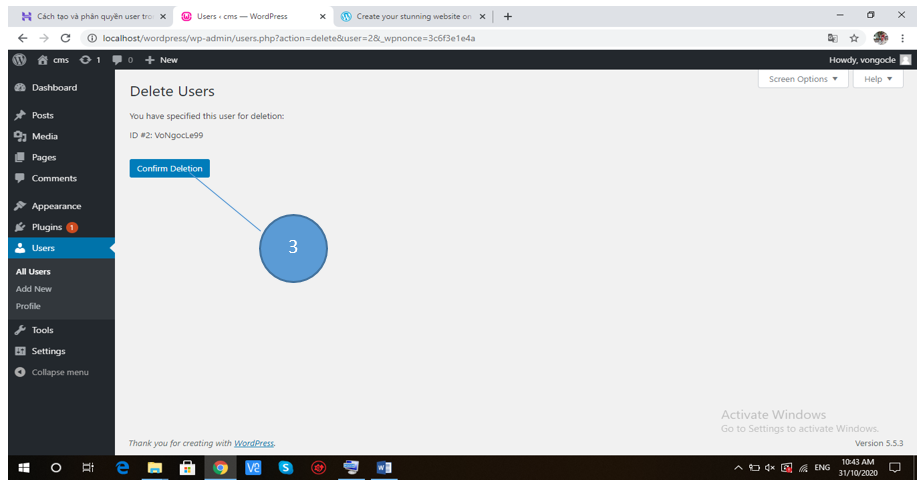 Cách tạo và phân quyền user tro
Users ‹ cms — WordPress
Create your stunning website on
localhost/wordpress/wp-admin/users.php?action=delete&user=2&_wpnonce=3c6f3e1e4a
cms 1 0 New
Howdy, vongocle
Screen Options Help
Dashboard
Posts
Media
Pages
Comments
Appearance
Plugins 1
Users
All Users
Add New
Profile
Tools
Settings
Collapse menu
Delete Users
You have specified this user for deletion:
ID #2: VoNgocLe99
Confirm Deletion
3
Activate Windows
Go to Settings to activate Windows.
Thank you for creating with WordPress.
Version 5.5.3
ENG
10:43 AM
31/10/2020